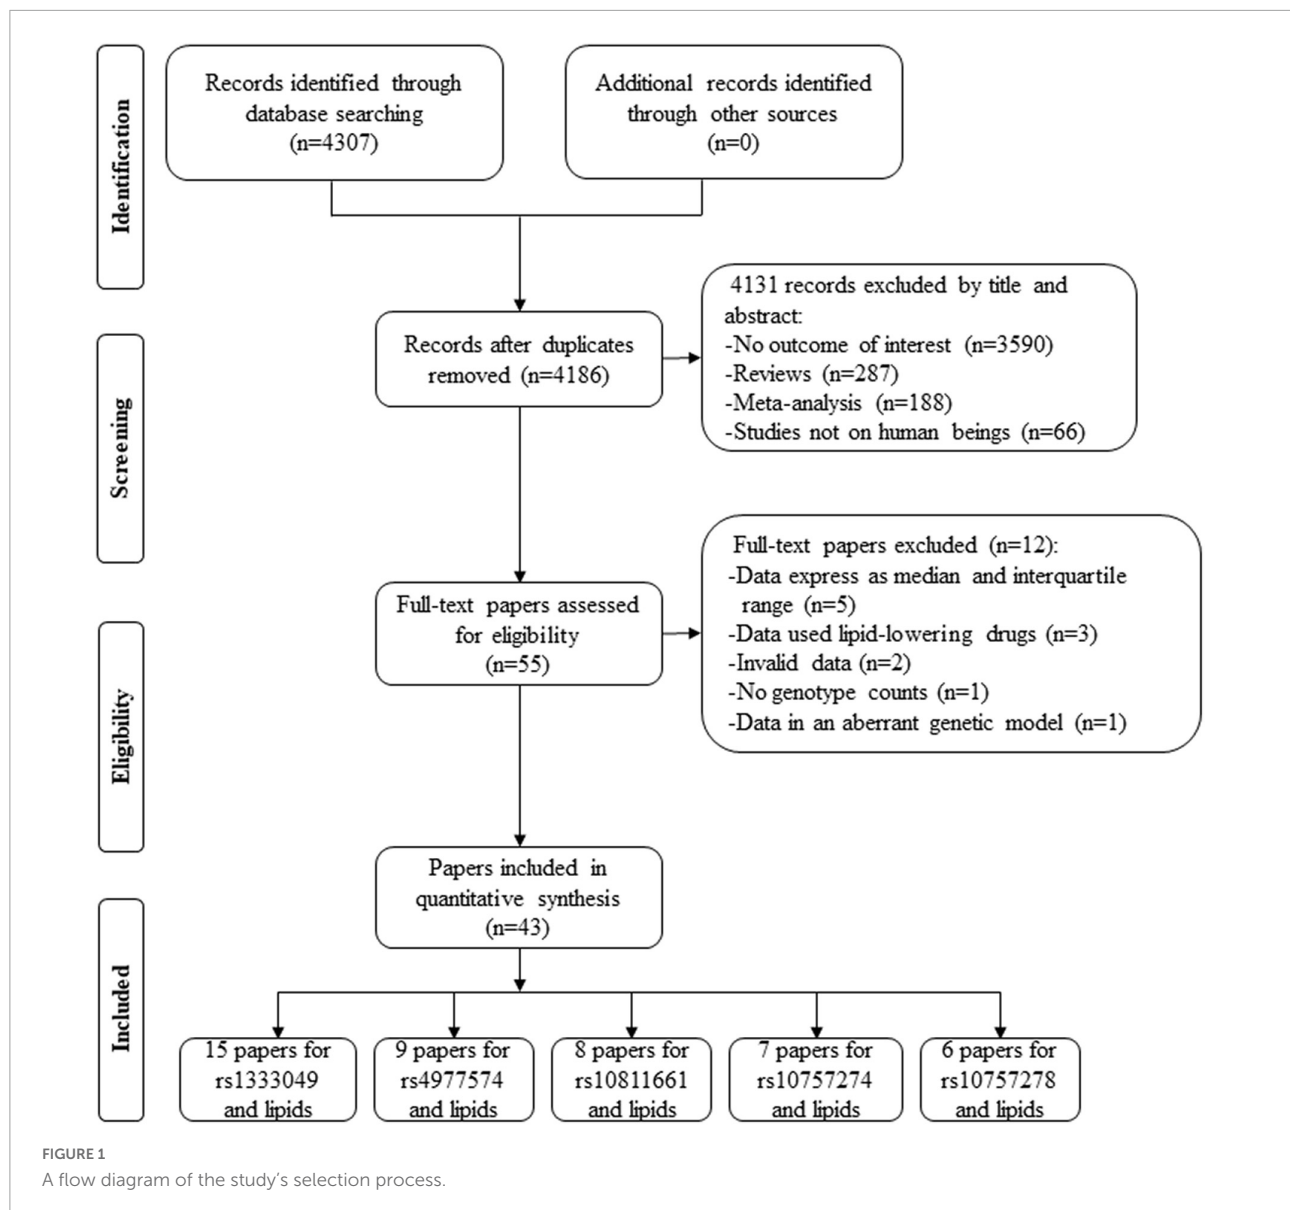 Identification
Records identified through
database searching
(n=4307)
Additional records identified
through other sources
(n=0)
Screening
Records after duplicates
removed (n=4186)
4131 records excluded by title and
abstract:
-No outcome of interest (n=3590)
-Reviews (n=287)
-Meta-analysis (n=188)
-Studies not on human beings (n=66)
Eligibility
Full-text papers assessed
for eligibility
(n=55)
Full-text papers excluded (n=12):
-Data express as median and interquartile
range (n=5)
-Data used lipid-lowering drugs (n=3)
-Invalid data (n=2)
-No genotype counts (n=1)
-Data in an aberrant genetic model (n=1)
Included
Papers included in
quantitative synthesis
(n=43)
15 papers for
rs1333049
and lipids
9 papers for
rs4977574
and lipids
8 papers for
rs10811661
and lipids
7 papers for
rs10757274
and lipids
6 papers for
rs10757278
and lipids
FIGURE 1
A flow diagram of the study's selection process.